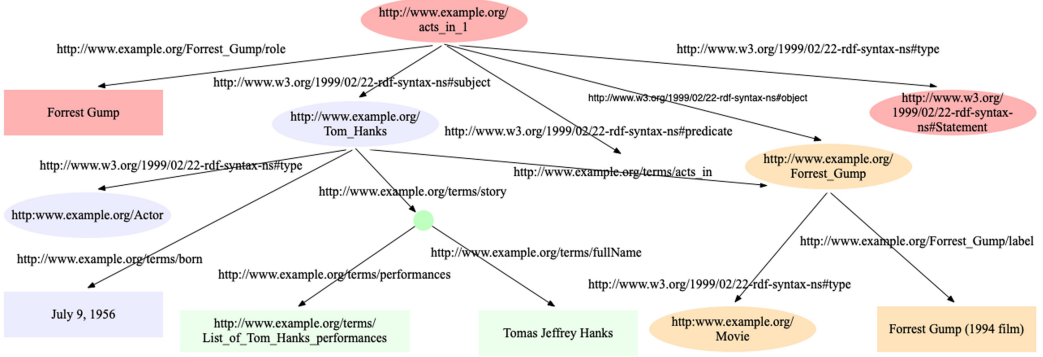 http://www.example.org/
acts_in_1
http://www.example.org/Forrest_Gump/role
http://www.w3.org/1999/02/22-rdf-syntax-ns#type
http://www.w3.org/1999/02/22-rdf-syntax-ns#subject
http://www.w3.org/1999/02/22-rdf-syntax-ns#object
Forrest Gump
http://www.example.org/
Tom_Hanks
http://www.w3.org/
1999/02/22-rdf-syntax-
ns#Statement
http://www.w3.org/1999/02/22-rdf-syntax-ns#predicate
http://www.w3.org/1999/02/22-rdf-syntax-ns#type
http://www.example.org/terms/acts_in
http://www.example.org/
Forrest_Gump
http://www.example.org/terms/story
http:www.example.org/Actor
http://www.example.org/Forrest_Gump/label
http://www.example.org/terms/born
http://www.example.org/terms/fullName
http://www.example.org/terms/performances
http://www.w3.org/1999/02/22-rdf-syntax-ns#type
July 9, 1956
http://www.example.org/terms/
List_of_Tom_Hanks_performances
Tomas Jeffrey Hanks
http:www.example.org/
Movie
Forrest Gump (1994 film)